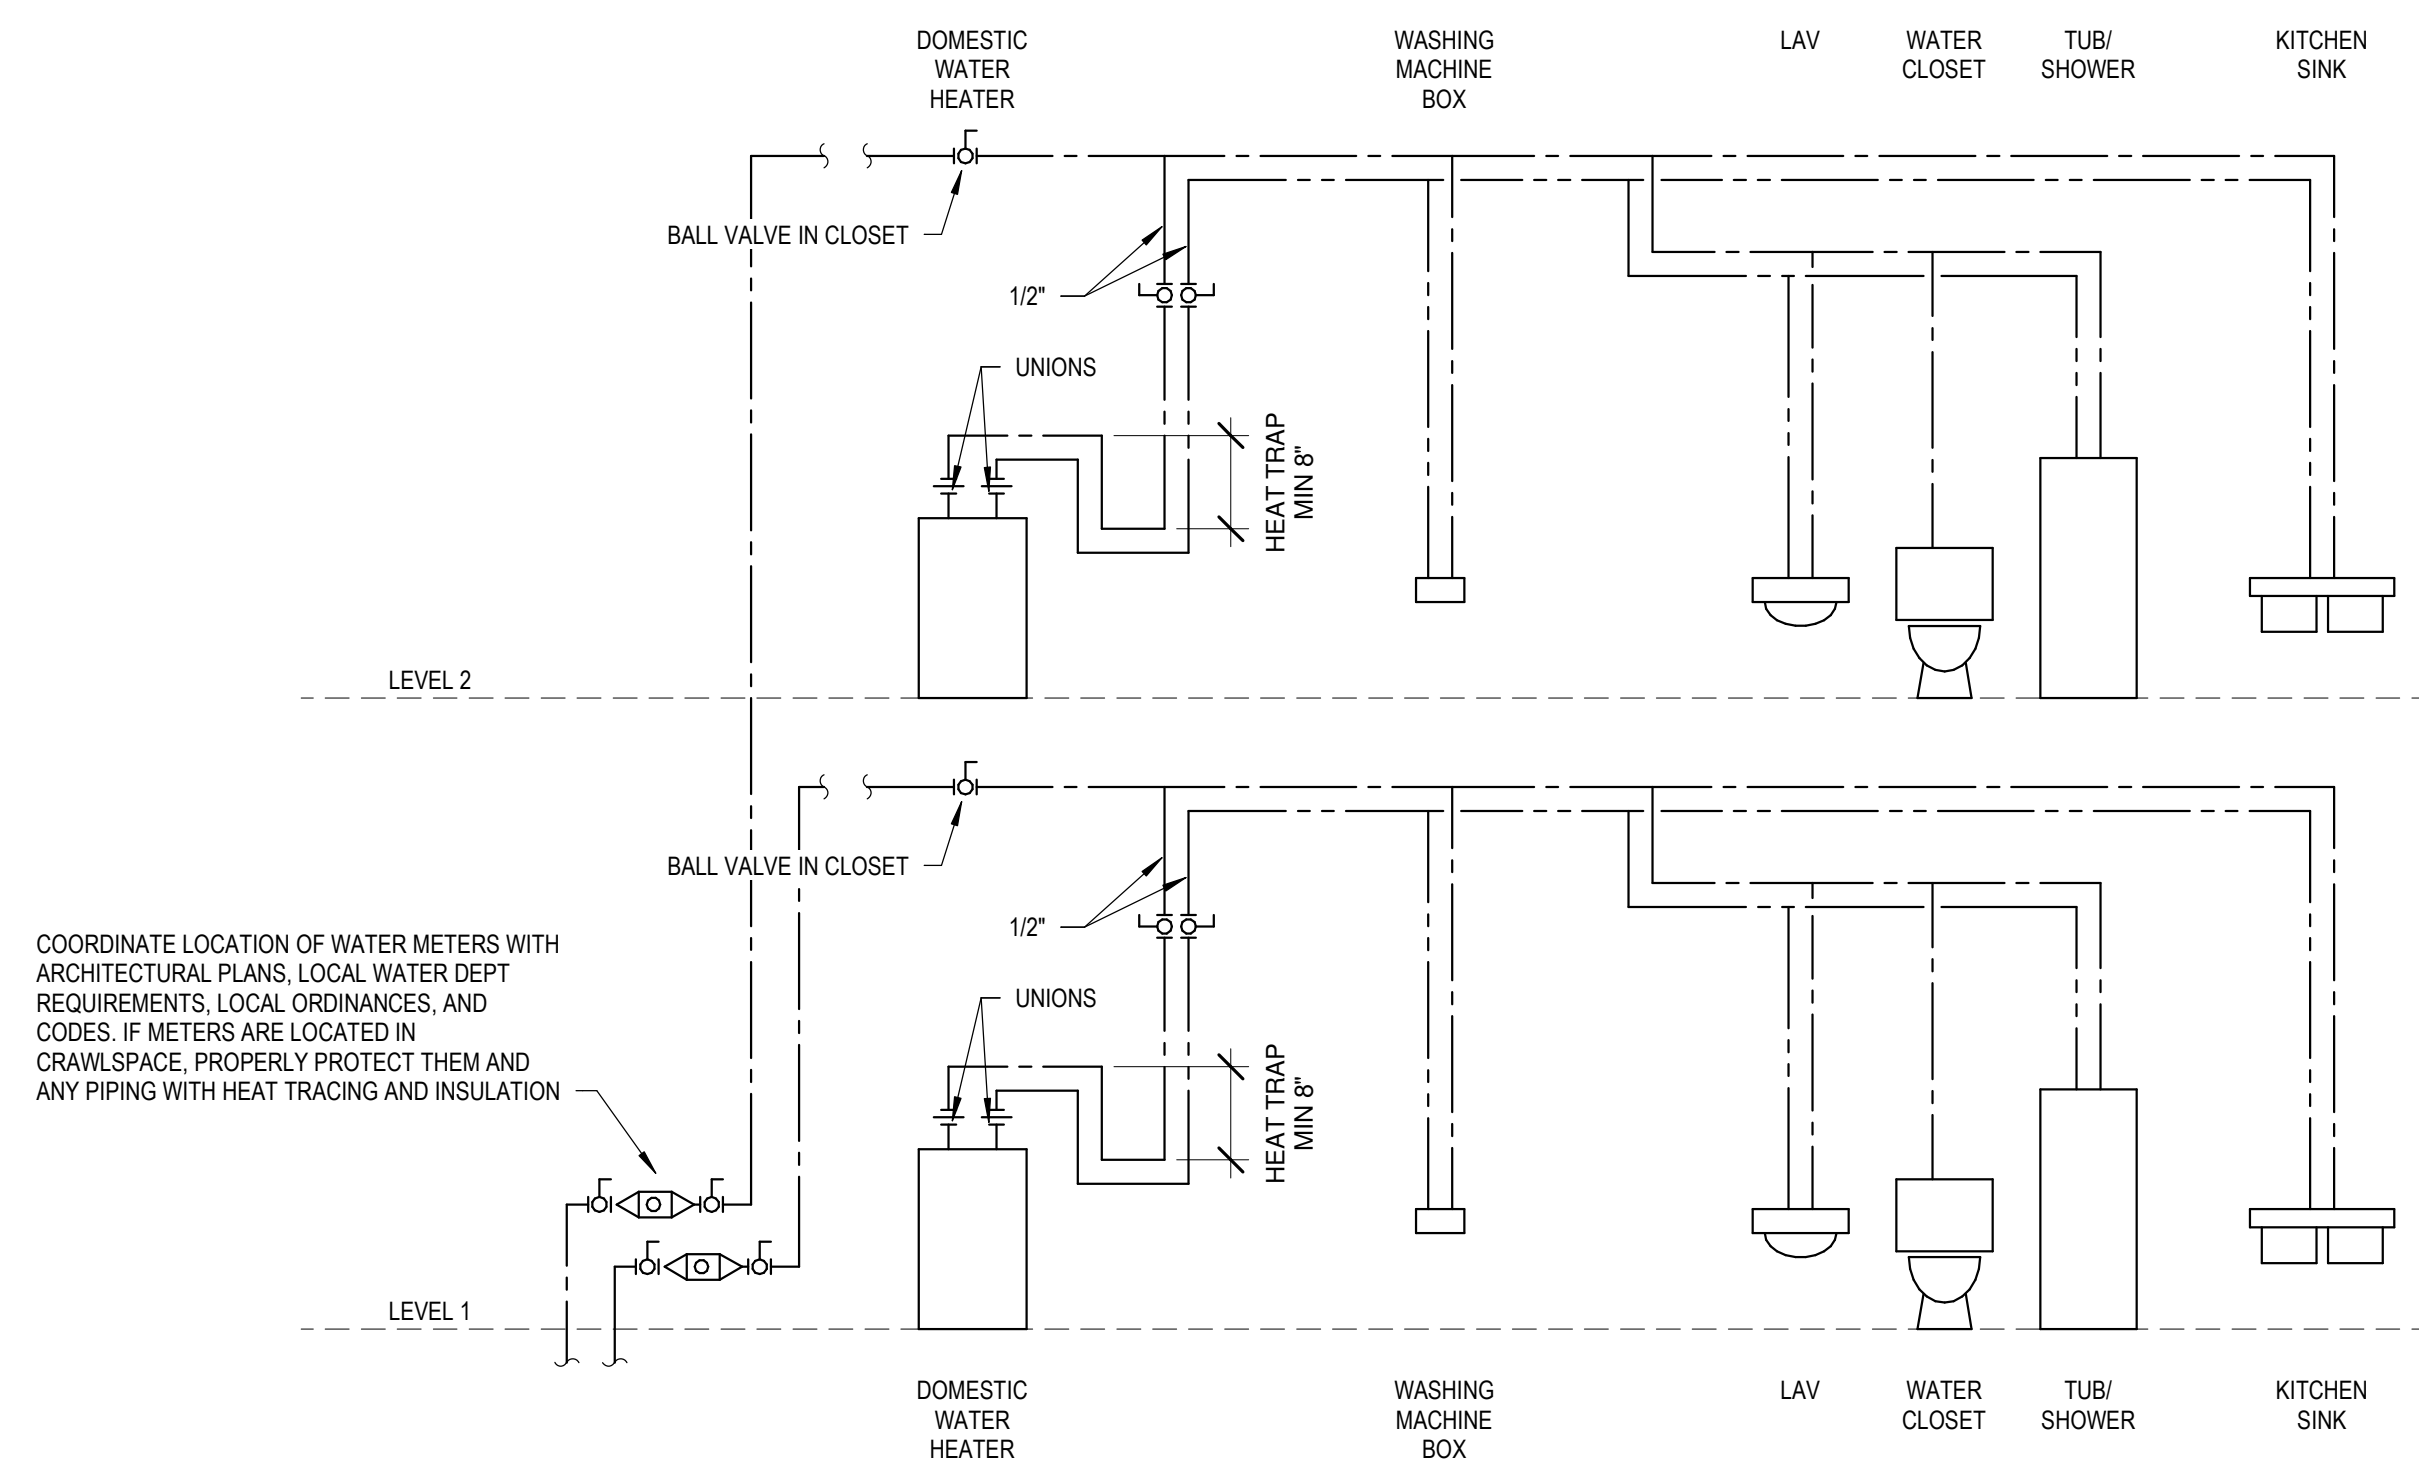 DOMESTIC
WATER
HEATER
WASHING
MACHINE
BOX
LAV
WATER
CLOSET
TUB/
SHOWER
KITCHEN
SINK
BALL VALVE IN CLOSET
1/2"
UNIONS
HEAT TRAP
MIN 8"
LEVEL 2
BALL VALVE IN CLOSET
1/2"
COORDINATE LOCATION OF WATER METERS WITH
ARCHITECTURAL PLANS, LOCAL WATER DEPT
REQUIREMENTS, LOCAL ORDINANCES, AND
CODES. IF METERS ARE LOCATED IN
CRAWLSPACE, PROPERLY PROTECT THEM AND
ANY PIPING WITH HEAT TRACING AND INSULATION
UNIONS
HEAT TRAP
MIN 8"
LEVEL 1
DOMESTIC
WATER
HEATER
WASHING
MACHINE
BOX
LAV
WATER
CLOSET
TUB/
SHOWER
KITCHEN
SINK